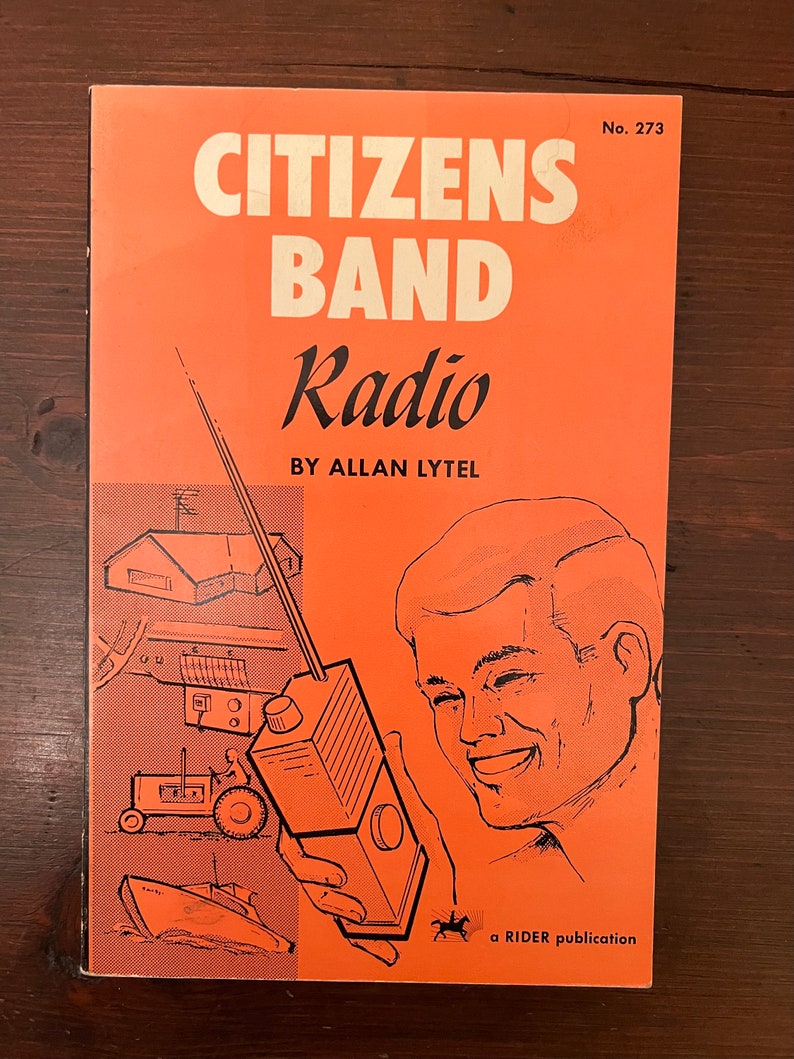 No. 273
CITIZENS
BAND
Radio
BY ALLAN LYTEL
a RIDER publication